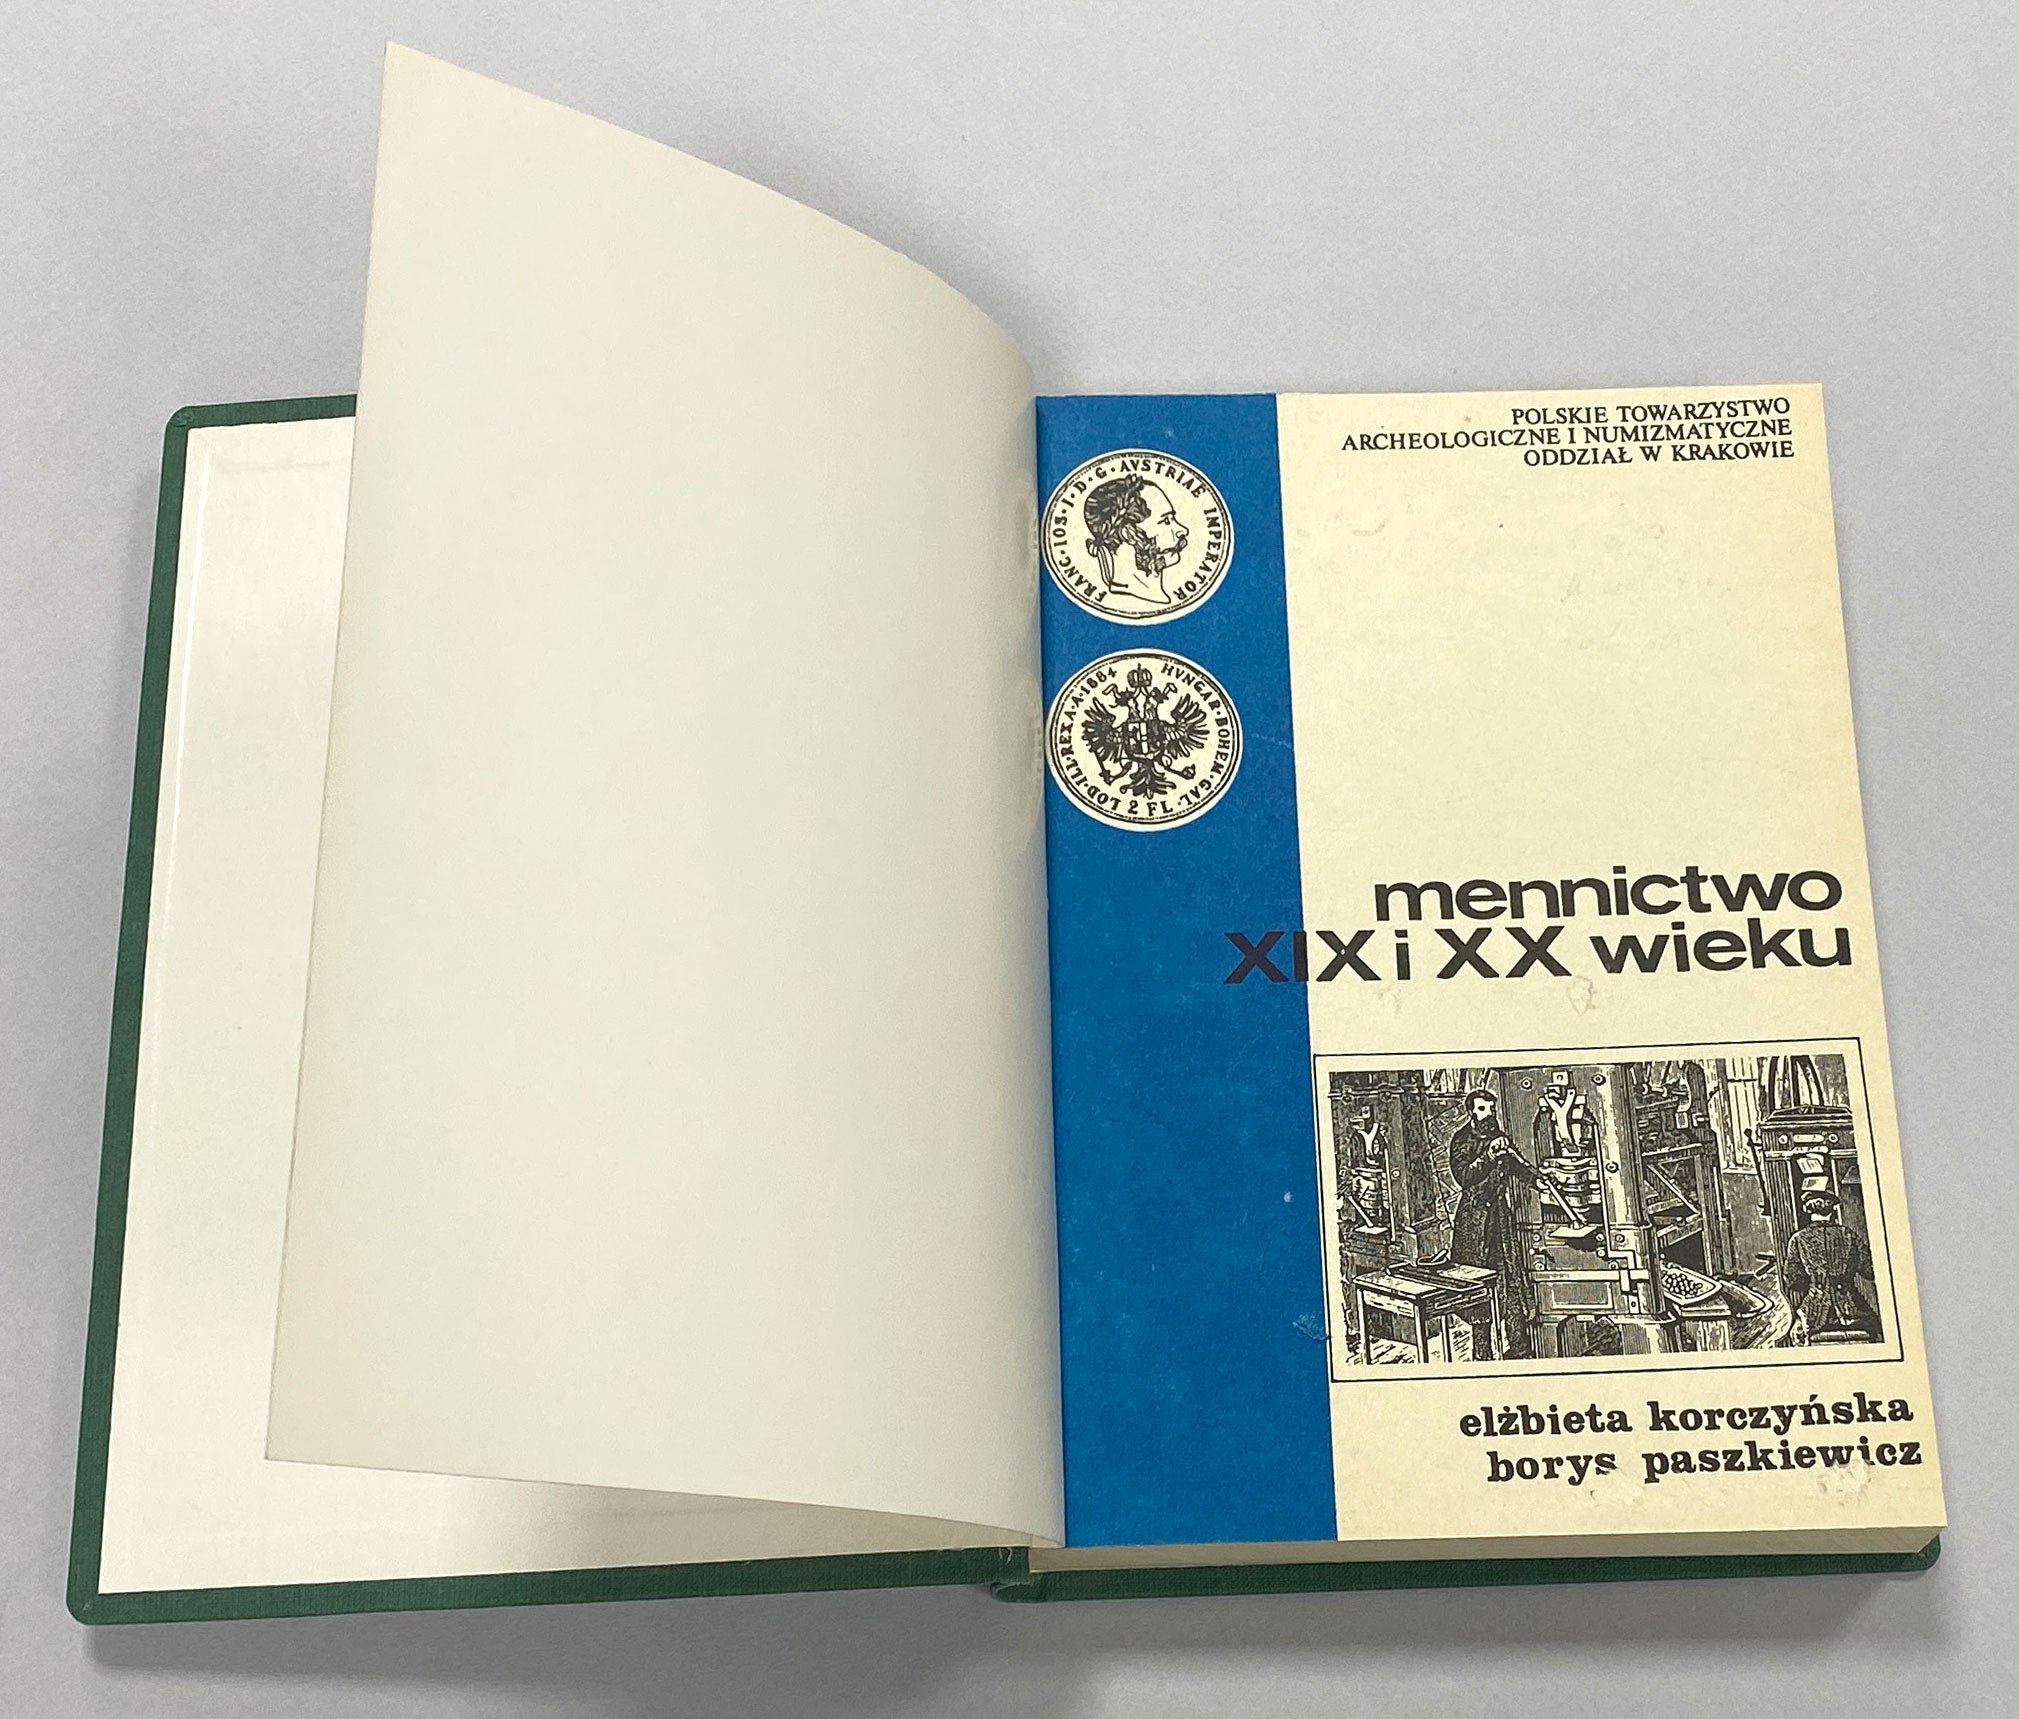 POLSKIE TOWARZYSTWO
ARCHEOLOGICZNE I NUMIZMATYCZNE
ODDZIAŁ W KRAKOWIE
FRANC·IOS·I·D·G·AVSTRIAE IMPERATOR
HVNGAR·BOHEM·GAL·
LOD·ILL·REX A·A·1884
2 FL
mennictwo
XIX i XX wieku
elżbieta korczyńska
borys paszkiewicz